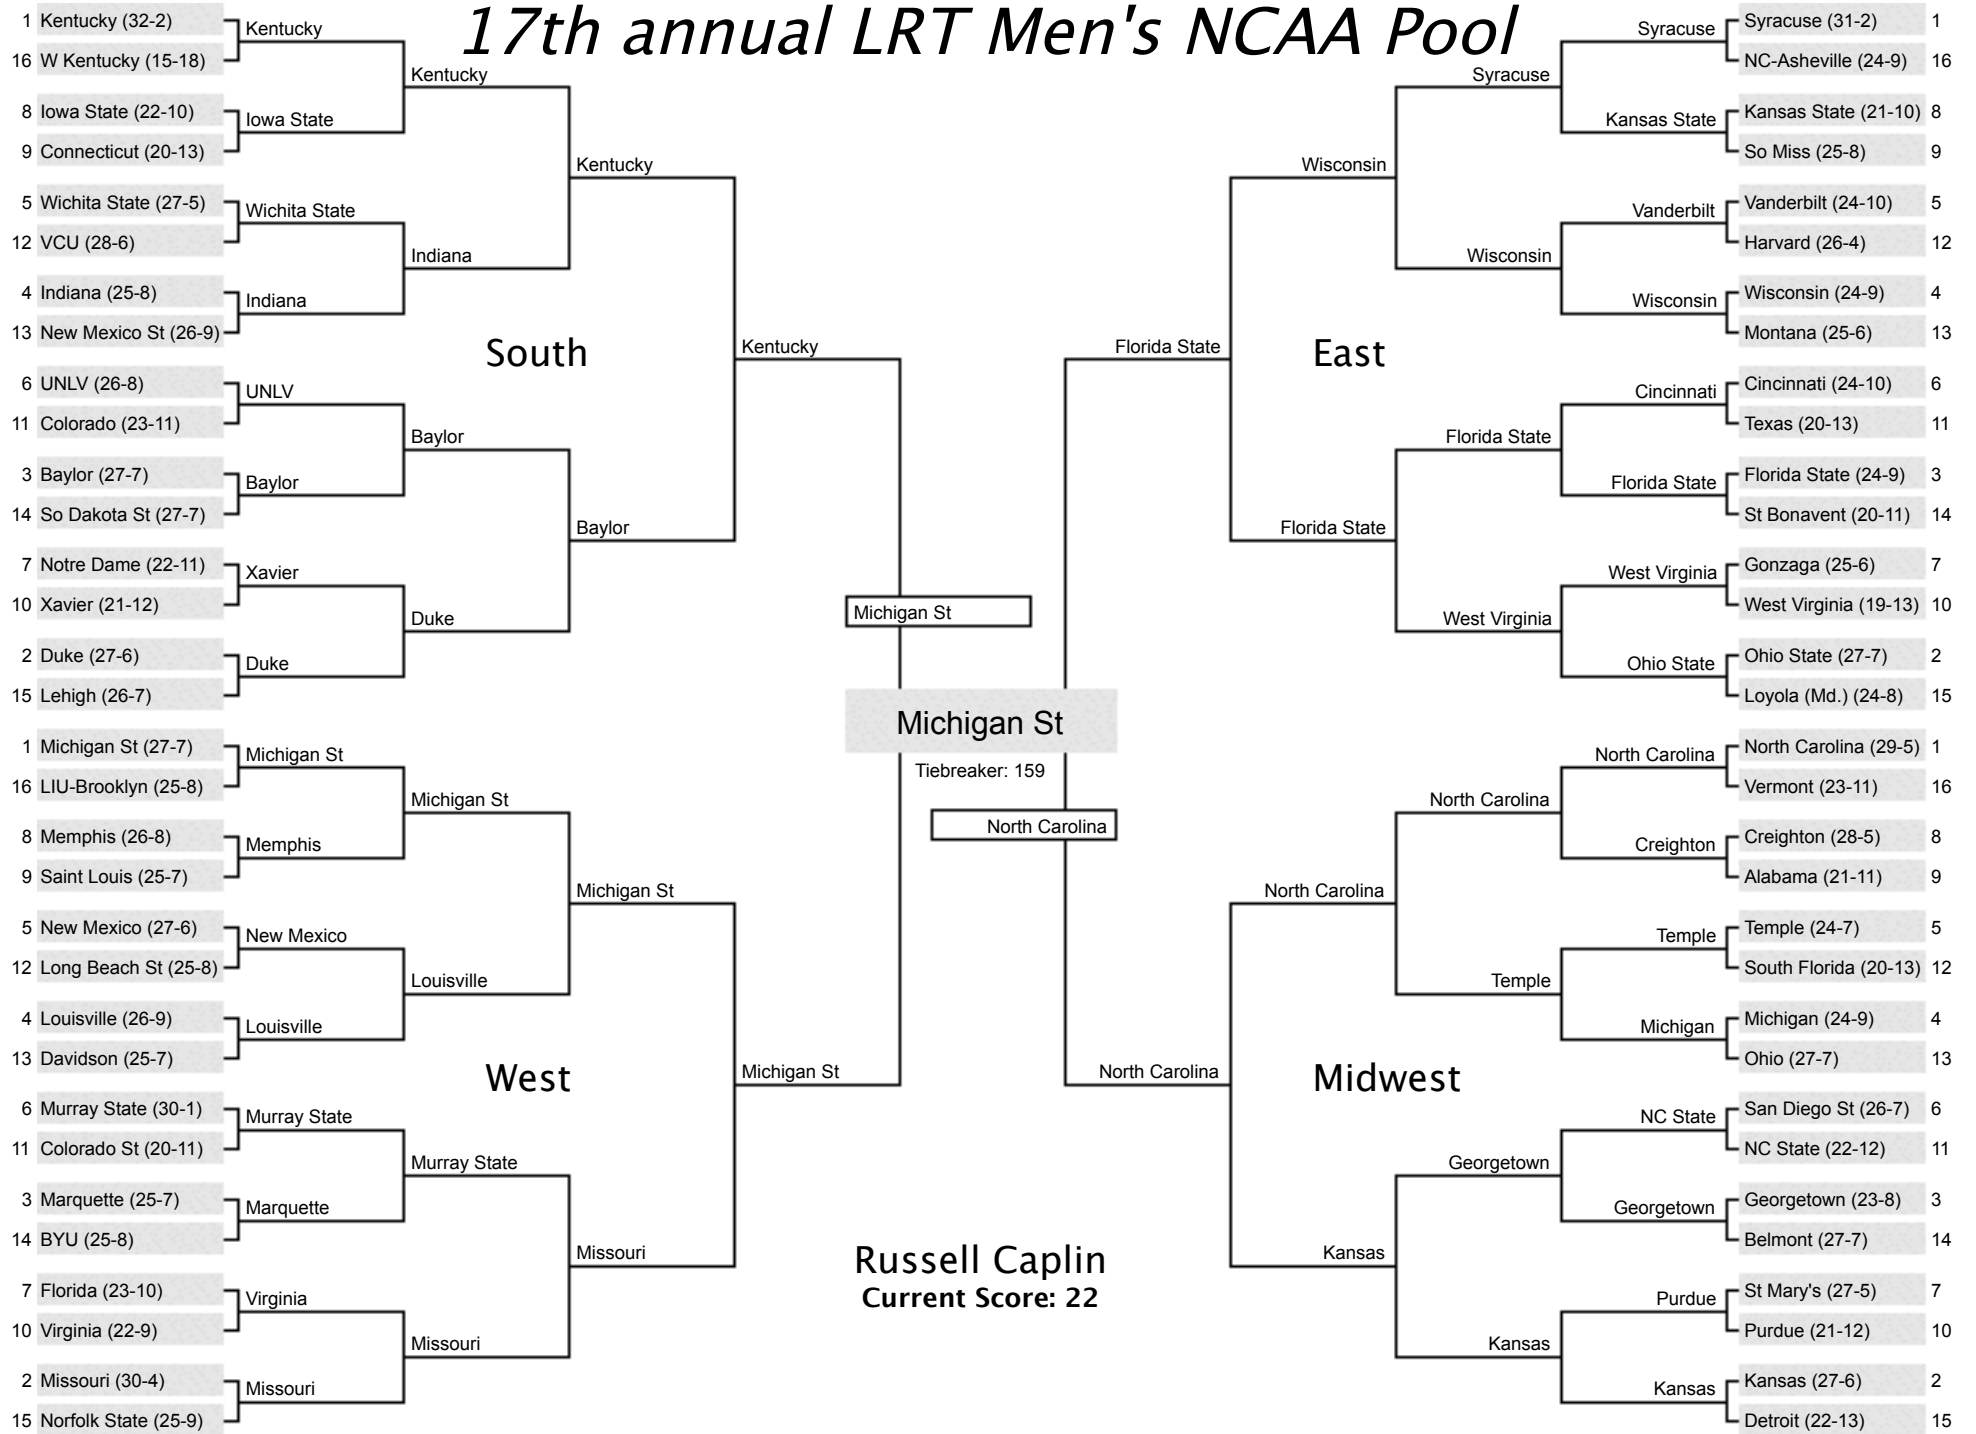 17th annual LRT Men's NCAA Pool
1 Kentucky (32-2)
16 W Kentucky (15-18)
8 Iowa State (22-10)
9 Connecticut (20-13)
5 Wichita State (27-5)
12 VCU (28-6)
4 Indiana (25-8)
13 New Mexico St (26-9)
6 UNLV (26-8)
11 Colorado (23-11)
3 Baylor (27-7)
14 So Dakota St (27-7)
7 Notre Dame (22-11)
10 Xavier (21-12)
2 Duke (27-6)
15 Lehigh (26-7)
Kentucky
Iowa State
Wichita State
Indiana
UNLV
Baylor
Xavier
Duke
Kentucky
Indiana
Baylor
Duke
Kentucky
Baylor
Kentucky
South
1 Michigan St (27-7)
16 LIU-Brooklyn (25-8)
8 Memphis (26-8)
9 Saint Louis (25-7)
5 New Mexico (27-6)
12 Long Beach St (25-8)
4 Louisville (26-9)
13 Davidson (25-7)
6 Murray State (30-1)
11 Colorado St (20-11)
3 Marquette (25-7)
14 BYU (25-8)
7 Florida (23-10)
10 Virginia (22-9)
2 Missouri (30-4)
15 Norfolk State (25-9)
Michigan St
Memphis
New Mexico
Louisville
Murray State
Marquette
Virginia
Missouri
Michigan St
Louisville
Murray State
Missouri
Michigan St
Missouri
Michigan St
West
Michigan St
Michigan St
Tiebreaker: 159
North Carolina
Russell Caplin
Current Score: 22
Syracuse (31-2) 1
NC-Asheville (24-9) 16
Kansas State (21-10) 8
So Miss (25-8) 9
Vanderbilt (24-10) 5
Harvard (26-4) 12
Wisconsin (24-9) 4
Montana (25-6) 13
Cincinnati (24-10) 6
Texas (20-13) 11
Florida State (24-9) 3
St Bonavent (20-11) 14
Gonzaga (25-6) 7
West Virginia (19-13) 10
Ohio State (27-7) 2
Loyola (Md.) (24-8) 15
Syracuse
Kansas State
Vanderbilt
Wisconsin
Cincinnati
Florida State
West Virginia
Ohio State
Syracuse
Wisconsin
Florida State
West Virginia
Wisconsin
Florida State
Florida State
East
North Carolina (29-5) 1
Vermont (23-11) 16
Creighton (28-5) 8
Alabama (21-11) 9
Temple (24-7) 5
South Florida (20-13) 12
Michigan (24-9) 4
Ohio (27-7) 13
San Diego St (26-7) 6
NC State (22-12) 11
Georgetown (23-8) 3
Belmont (27-7) 14
St Mary's (27-5) 7
Purdue (21-12) 10
Kansas (27-6) 2
Detroit (22-13) 15
North Carolina
Creighton
Temple
Michigan
NC State
Georgetown
Purdue
Kansas
North Carolina
Temple
Georgetown
Kansas
North Carolina
Kansas
North Carolina
Midwest